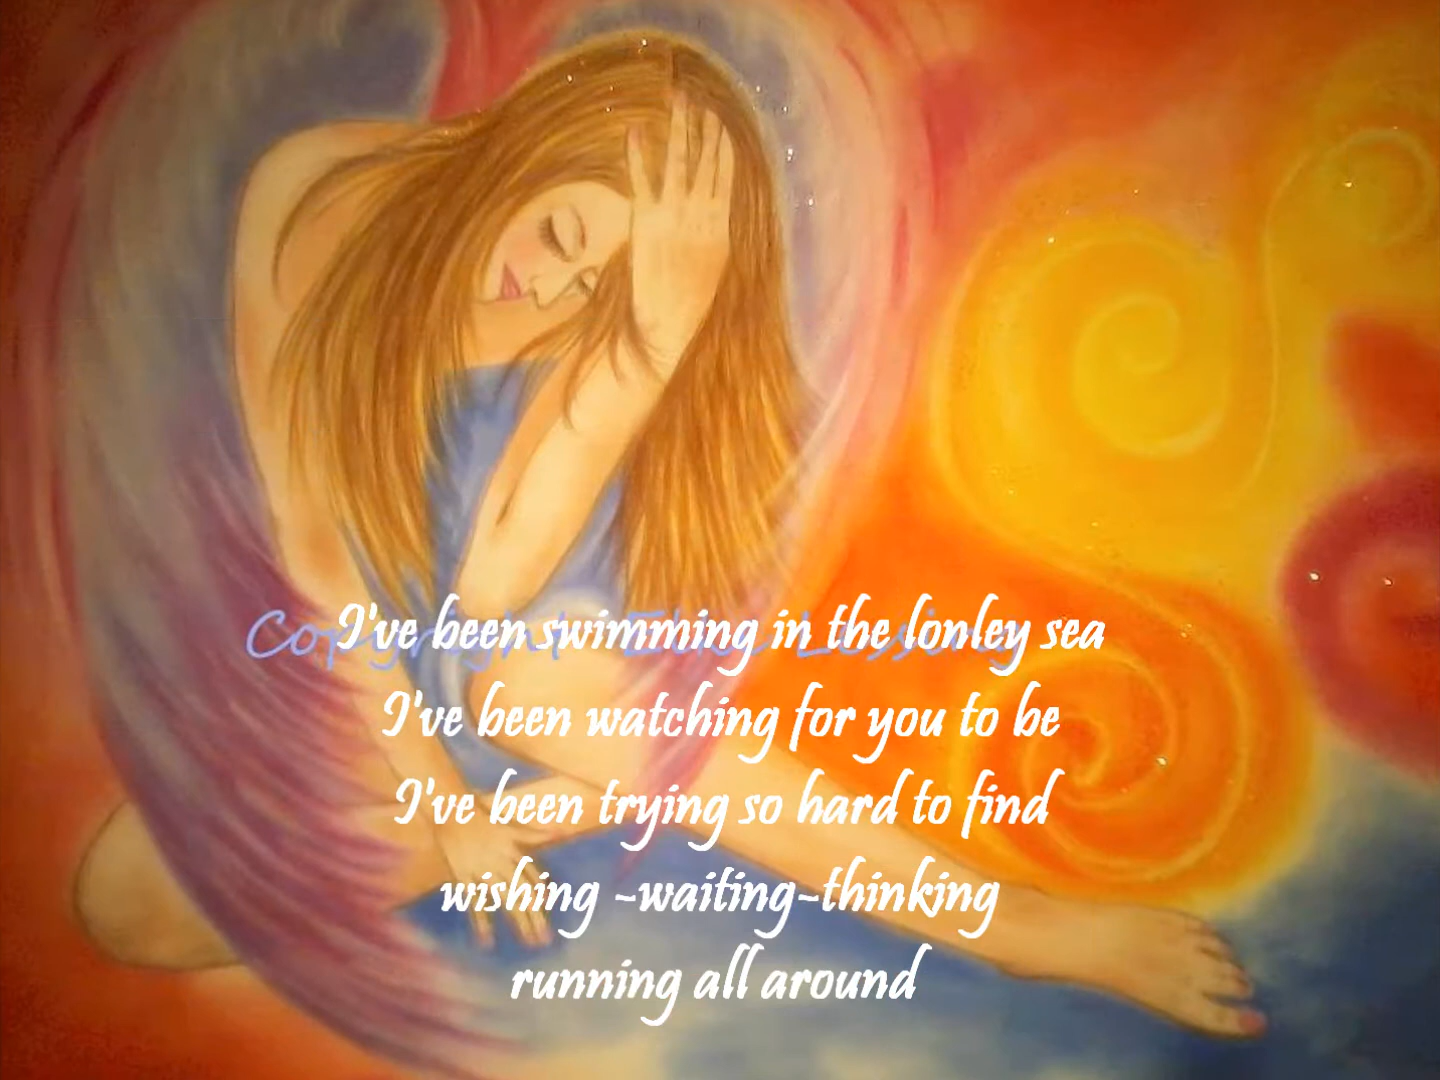 Copyright
I've been swimming in the lonley sea
I've been watching for you to be
I've been trying so hard to find
wishing -waiting-thinking
running all around